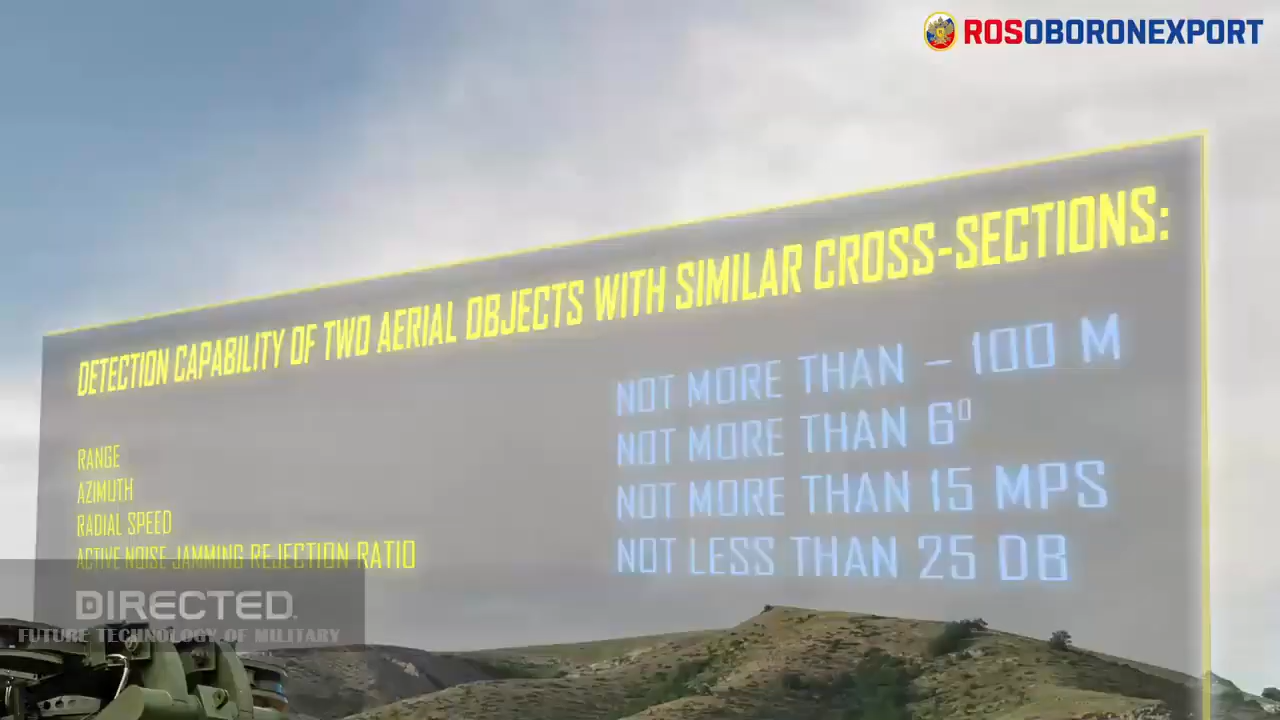 ROSOBORONEXPORT
DETECTION CAPABILITY OF TWO AERIAL OBJECTS WITH SIMILAR CROSS-SECTIONS:
RANGE NOT MORE THAN – 100 M
AZIMUTH NOT MORE THAN 6⁰
RADIAL SPEED NOT MORE THAN 15 MPS
ACTIVE NOISE JAMMING REJECTION RATIO NOT LESS THAN 25 DB
DIRECTED
FUTURE TECHNOLOGY OF MILITARY